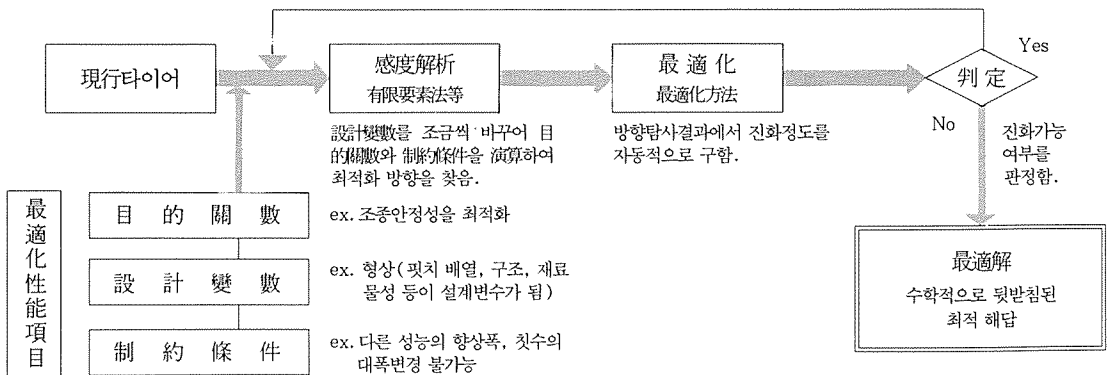 Yes
現行타이어
感度解析
有限要素法等
最適化
最適化方法
判定
No
設計變數를 조금씩 바꾸어 目
的關數와 制約條件을 演算하여
최적화 방향을 찾음.
방향탐사결과에서 진화정도를
자동적으로 구함.
진화가능
여부를
판정함.
最適化性能項目
目的關數
ex. 조종안정성을 최적화
設計變數
ex. 형상(핏치 배열, 구조, 재료
물성 등이 설계변수가 됨)
制約條件
ex. 다른 성능의 향상폭, 칫수의
대폭변경 불가능
最適解
수학적으로 뒷받침된
최적 해답